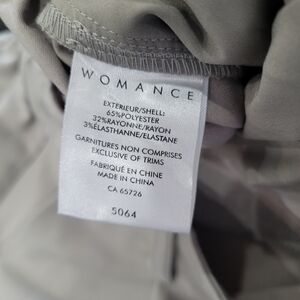 WOMANCE
EXTERIEUR/SHELL:
65%POLYESTER
32%RAYONNE/RAYON
3%ÉLASTHANNE/ELASTANE
GARNITURES NON COMPRISES
EXCLUSIVE OF TRIMS
FABRIQUÉ EN CHINE
MADE IN CHINA
CA 65726
5064